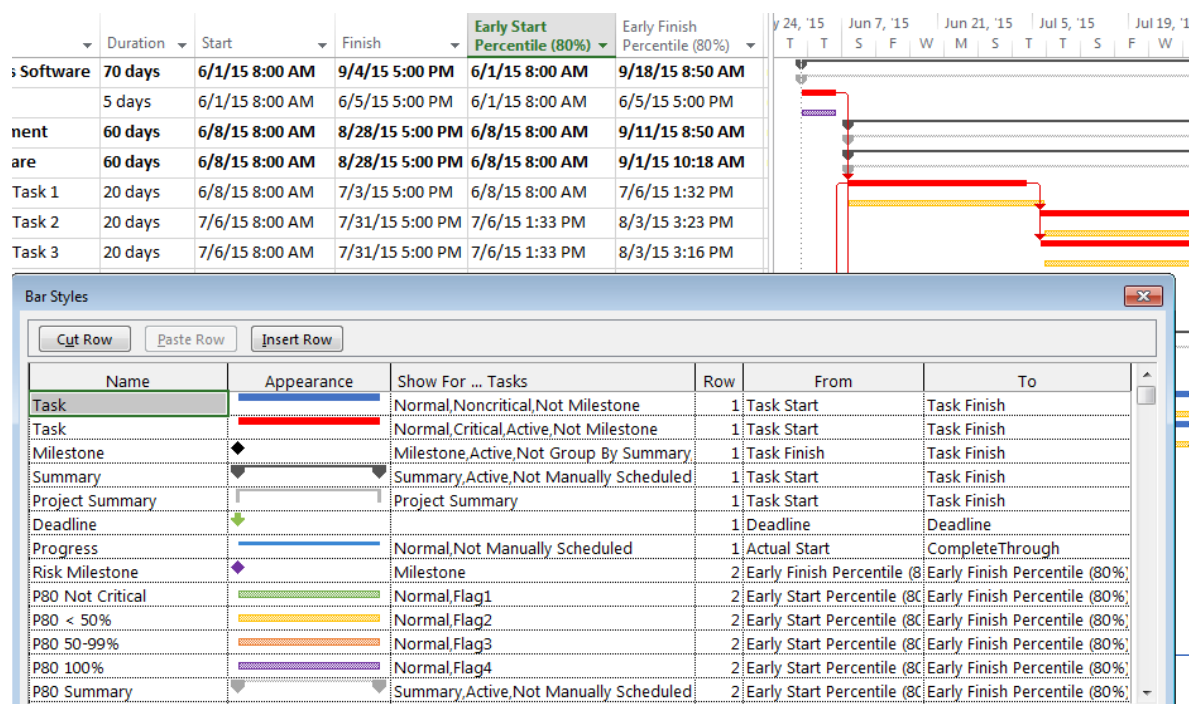 Early Start Early Finish y 24, '15 Jun 7, '15 Jun 21, '15 Jul 5, '15 Jul 19, '1
Duration Start Finish Percentile (80%) Percentile (80%) T T S F W M S T T S F W
s Software 70 days 6/1/15 8:00 AM 9/4/15 5:00 PM 6/1/15 8:00 AM 9/18/15 8:50 AM
5 days 6/1/15 8:00 AM 6/5/15 5:00 PM 6/1/15 8:00 AM 6/5/15 5:00 PM
ment 60 days 6/8/15 8:00 AM 8/28/15 5:00 PM 6/8/15 8:00 AM 9/11/15 8:50 AM
are 60 days 6/8/15 8:00 AM 8/28/15 5:00 PM 6/8/15 8:00 AM 9/1/15 10:18 AM
Task 1 20 days 6/8/15 8:00 AM 7/3/15 5:00 PM 6/8/15 8:00 AM 7/6/15 1:32 PM
Task 2 20 days 7/6/15 8:00 AM 7/31/15 5:00 PM 7/6/15 1:33 PM 8/3/15 3:23 PM
Task 3 20 days 7/6/15 8:00 AM 7/31/15 5:00 PM 7/6/15 1:33 PM 8/3/15 3:16 PM
Bar Styles
Cut Row Paste Row Insert Row
Name Appearance Show For ... Tasks Row From To
Task Normal,Noncritical,Not Milestone 1 Task Start Task Finish
Task Normal,Critical,Active,Not Milestone 1 Task Start Task Finish
Milestone Milestone,Active,Not Group By Summary, 1 Task Finish Task Finish
Summary Summary,Active,Not Manually Scheduled 1 Task Start Task Finish
Project Summary Project Summary 1 Task Start Task Finish
Deadline 1 Deadline Deadline
Progress Normal,Not Manually Scheduled 1 Actual Start CompleteThrough
Risk Milestone Milestone 2 Early Finish Percentile (8 Early Finish Percentile (80%)
P80 Not Critical Normal,Flag1 2 Early Start Percentile (80 Early Finish Percentile (80%)
P80 < 50% Normal,Flag2 2 Early Start Percentile (80 Early Finish Percentile (80%)
P80 50-99% Normal,Flag3 2 Early Start Percentile (80 Early Finish Percentile (80%)
P80 100% Normal,Flag4 2 Early Start Percentile (80 Early Finish Percentile (80%)
P80 Summary Summary,Active,Not Manually Scheduled 2 Early Start Percentile (80 Early Finish Percentile (80%)